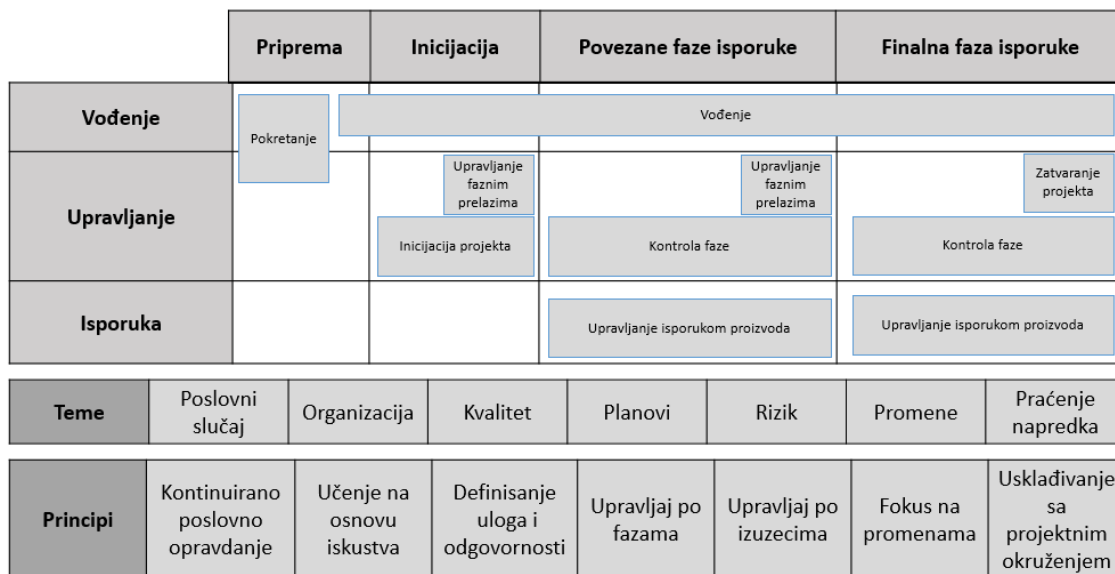 Priprema
Inicijacija
Povezane faze isporuke
Finalna faza isporuke
Vođenje
Pokretanje
Vođenje
Upravljanje
Upravljanje
faznim
prelazima
Upravljanje
faznim
prelazima
Zatvaranje
projekta
Inicijacija projekta
Kontrola faze
Kontrola faze
Isporuka
Upravljanje isporukom proizvoda
Upravljanje isporukom proizvoda
Teme
Poslovni
slučaj
Organizacija
Kvalitet
Planovi
Rizik
Promene
Praćenje
napredka
Principi
Kontinuirano
poslovno
opravdanje
Učenje na
osnovu
iskustva
Definisanje
uloga i
odgovornosti
Upravljaj po
fazama
Upravljaj po
izuzecima
Fokus na
promenama
Usklađivanje
sa
projektnim
okruženjem